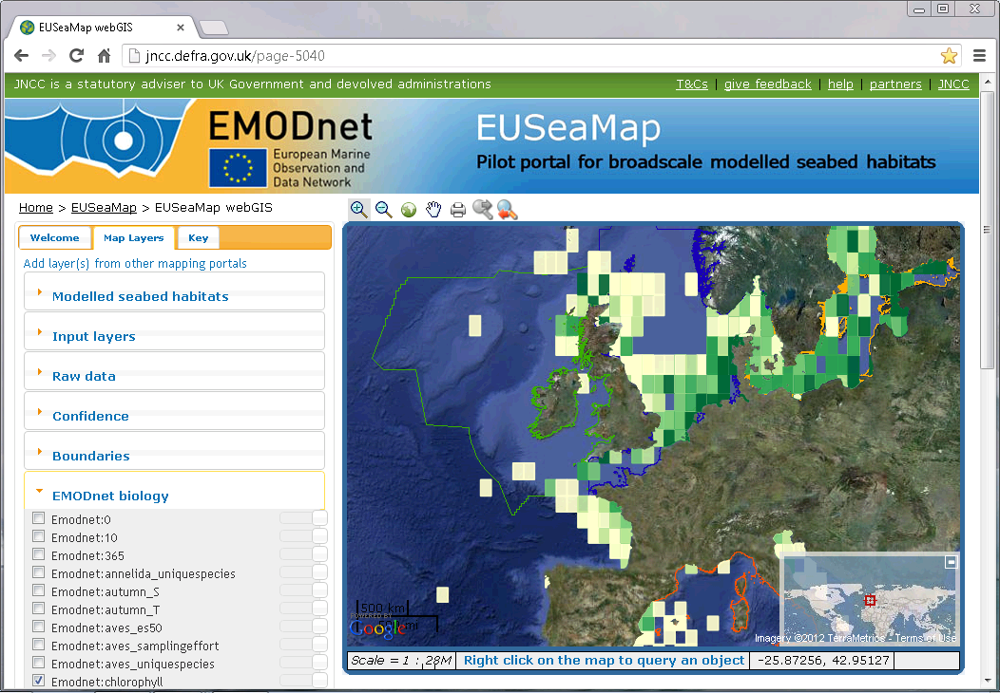 EUSeaMap webGIS
jncc.defra.gov.uk/page-5040
JNCC is a statutory adviser to UK Government and devolved administrations
T&Cs | give feedback | help | partners | JNCC
EMODnet
European Marine
Observation and
Data Network
EUSeaMap
Pilot portal for broadscale modelled seabed habitats
Home > EUSeaMap > EUSeaMap webGIS
Welcome
Map Layers
Key
Add layer(s) from other mapping portals
Modelled seabed habitats
Input layers
Raw data
Confidence
Boundaries
EMODnet biology
Emodnet:0
Emodnet:10
Emodnet:365
Emodnet:annelida_uniquespecies
Emodnet:autumn_S
Emodnet:autumn_T
Emodnet:aves_es50
Emodnet:aves_samplingeffort
Emodnet:aves_uniquespecies
Emodnet:chlorophyll
500 km
POWERED BY
Google
Imagery ©2012 TerraMetrics - Terms of Use
Scale = 1 : 28M
Right click on the map to query an object
-25.87256, 42.95127